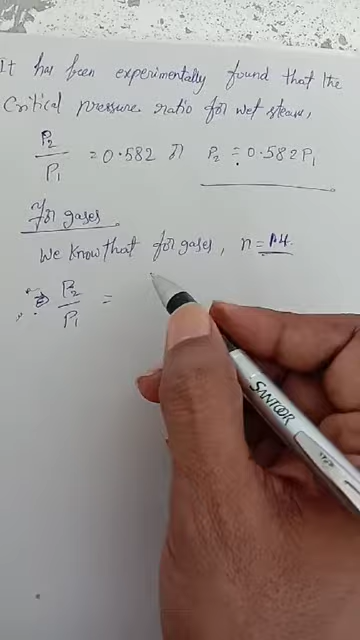 It has been experimentally found that the
Critical pressure ratio for wet steam,
P2/P1 = 0.582 or P2 = 0.582 P1
for gases
We know that for gases, n = 1.4.
P2/P1 =
SANTOOR